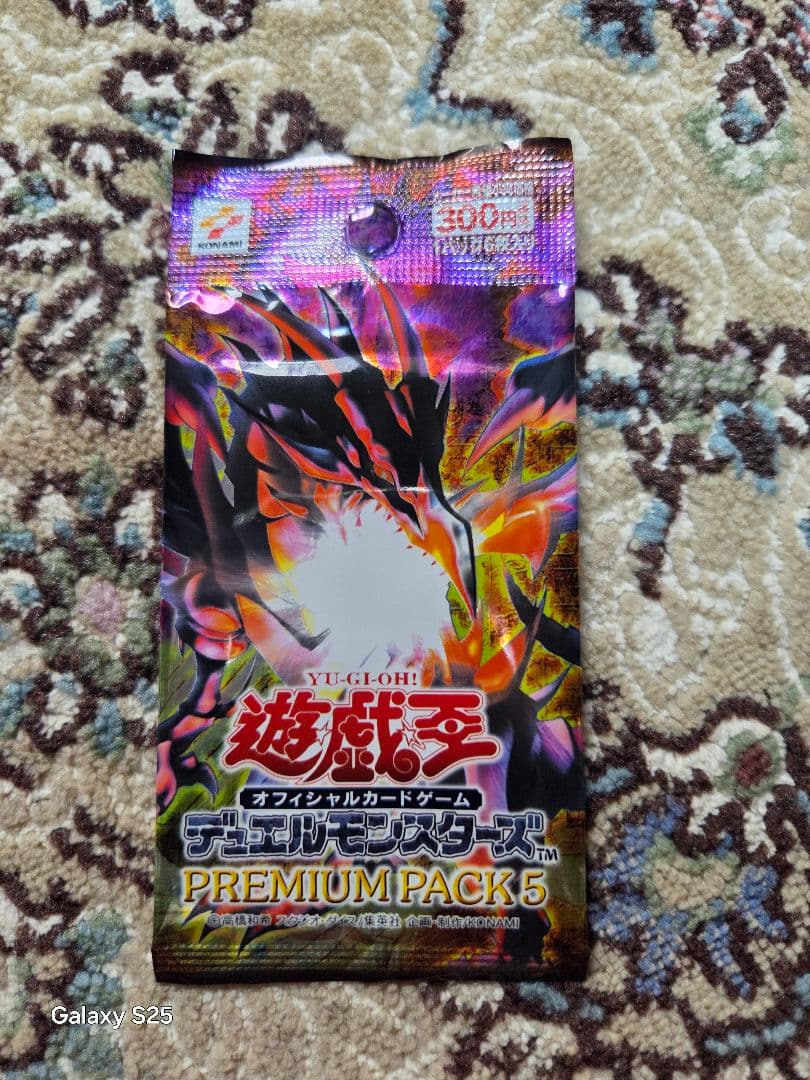 KONAMI
300円
YU-GI-OH!
遊戯王
オフィシャルカードゲーム
デュエルモンスターズ™
PREMIUM PACK 5
©高橋和希 スタジオ・ダイス/集英社 企画・制作/KONAMI
Galaxy S25